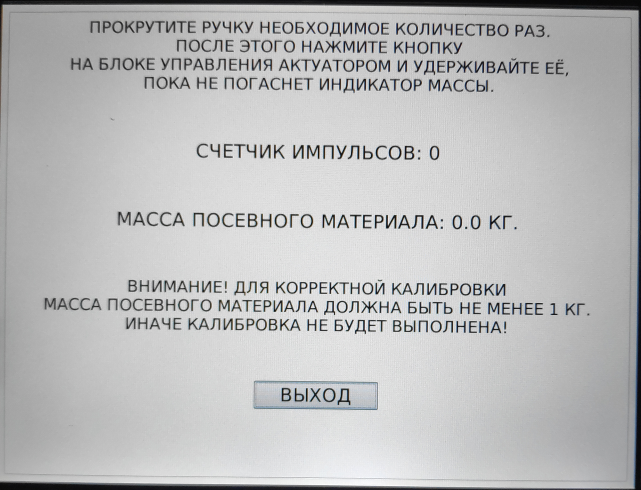 ПРОКРУТИТЕ РУЧКУ НЕОБХОДИМОЕ КОЛИЧЕСТВО РАЗ.
ПОСЛЕ ЭТОГО НАЖМИТЕ КНОПКУ
НА БЛОКЕ УПРАВЛЕНИЯ АКТУАТОРОМ И УДЕРЖИВАЙТЕ ЕЁ,
ПОКА НЕ ПОГАСНЕТ ИНДИКАТОР МАССЫ.
СЧЕТЧИК ИМПУЛЬСОВ: 0
МАССА ПОСЕВНОГО МАТЕРИАЛА: 0.0 КГ.
ВНИМАНИЕ! ДЛЯ КОРРЕКТНОЙ КАЛИБРОВКИ
МАССА ПОСЕВНОГО МАТЕРИАЛА ДОЛЖНА БЫТЬ НЕ МЕНЕЕ 1 КГ.
ИНАЧЕ КАЛИБРОВКА НЕ БУДЕТ ВЫПОЛНЕНА!
ВЫХОД